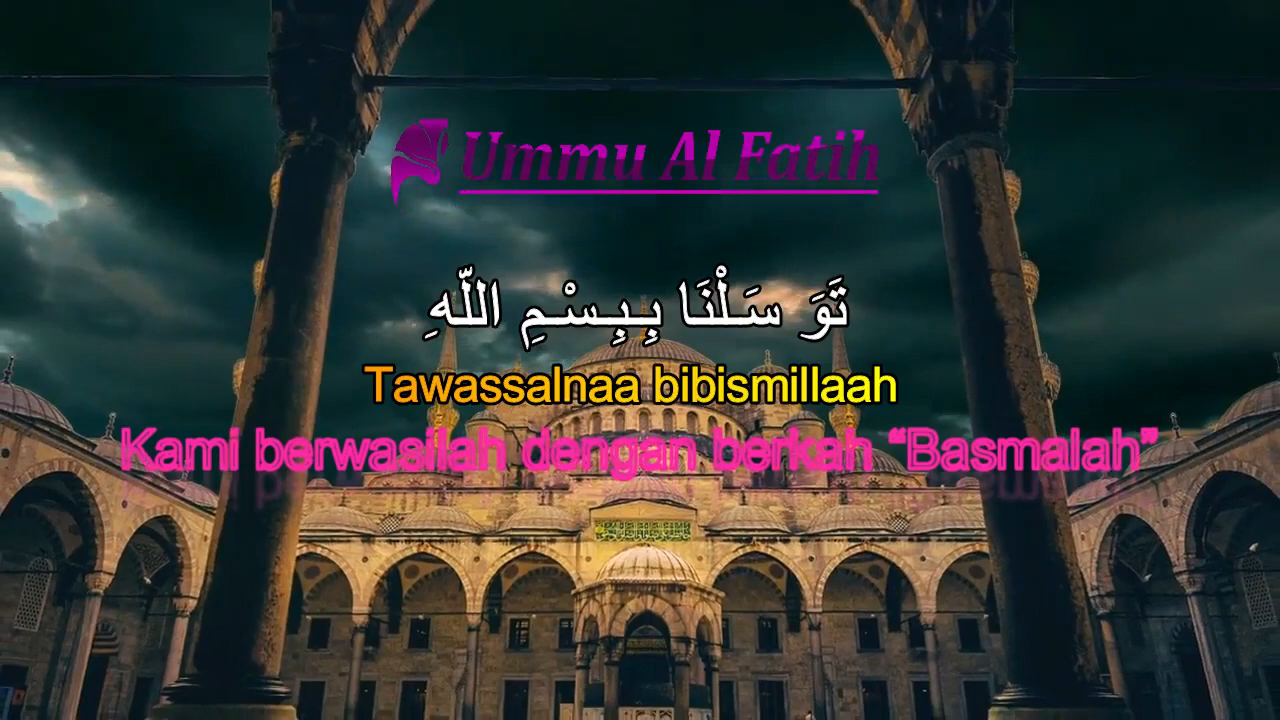 Ummu Al Fatih
تَوَ سَلْنَا بِبِسْمِ اللّهِ
Tawassalnaa bibismillaah
Kami berwasilah dengan berkah “Basmalah”